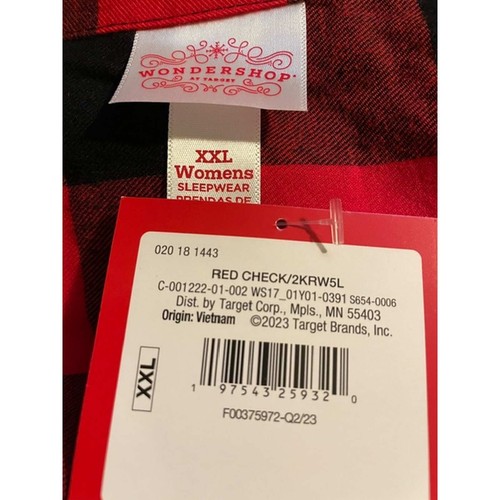 WONDERSHOP®
AT TARGET
XXL
Womens
SLEEPWEAR
PRENDAS DE
020 18 1443
RED CHECK/2KRW5L
C-001222-01-002 WS17_01Y01-0391 S654-0006
Dist. by Target Corp., Mpls., MN 55403
Origin: Vietnam ©2023 Target Brands, Inc.
XXL
1 97543 25932 0
F00375972-Q2/23